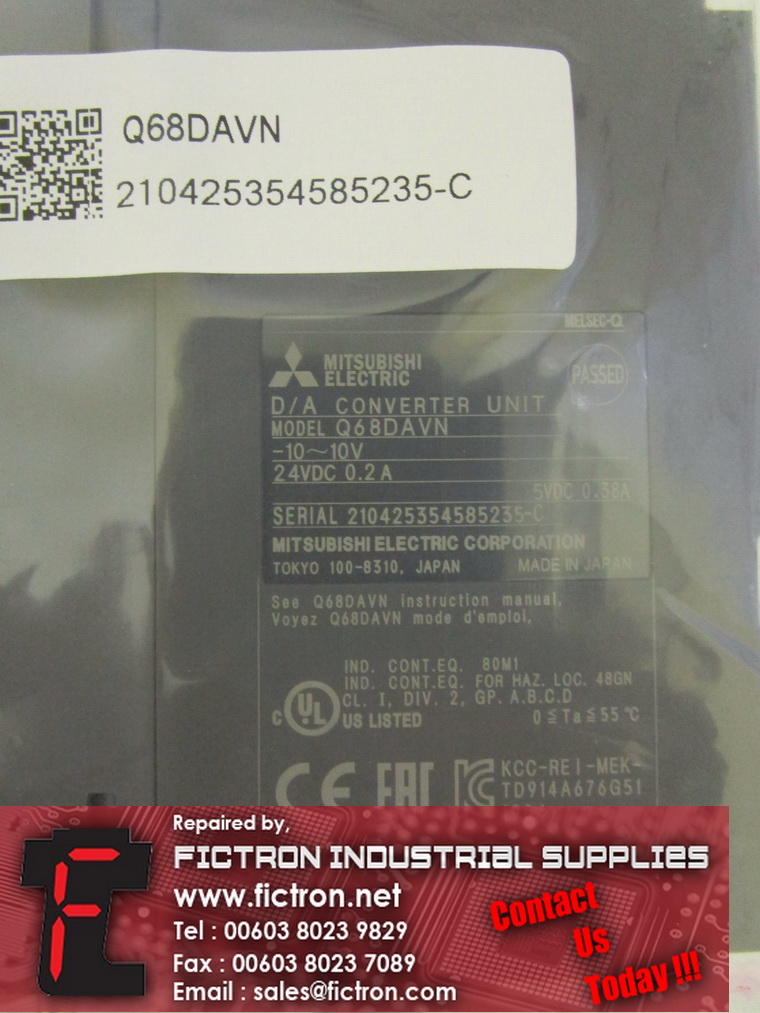 Q68DAVN
210425354585235-C
MELSEC-Q
MITSUBISHI
ELECTRIC
PASSED
D/A CONVERTER UNIT
MODEL Q68DAVN
-10～10V
24VDC 0.2A
5VDC 0.38A
SERIAL 210425354585235-C
MITSUBISHI ELECTRIC CORPORATION
TOKYO 100-8310, JAPAN MADE IN JAPAN
See Q68DAVN instruction manual.
Voyez Q68DAVN mode d'emploi.
IND. CONT.EQ. 80M1
IND. CONT.EQ. FOR HAZ. LOC. 48GN
CL. I, DIV. 2, GP. A.B.C.D
C UL US LISTED 0≦Ta≦55℃
CE EAC KCC-REI-MEK-
TD914A676G51
Repaired by,
FICTRON INDUSTRIAL SUPPLIES
www.fictron.net
Tel : 00603 8023 9829
Fax : 00603 8023 7089
Email : sales@fictron.com
Contact
Us
Today !!!